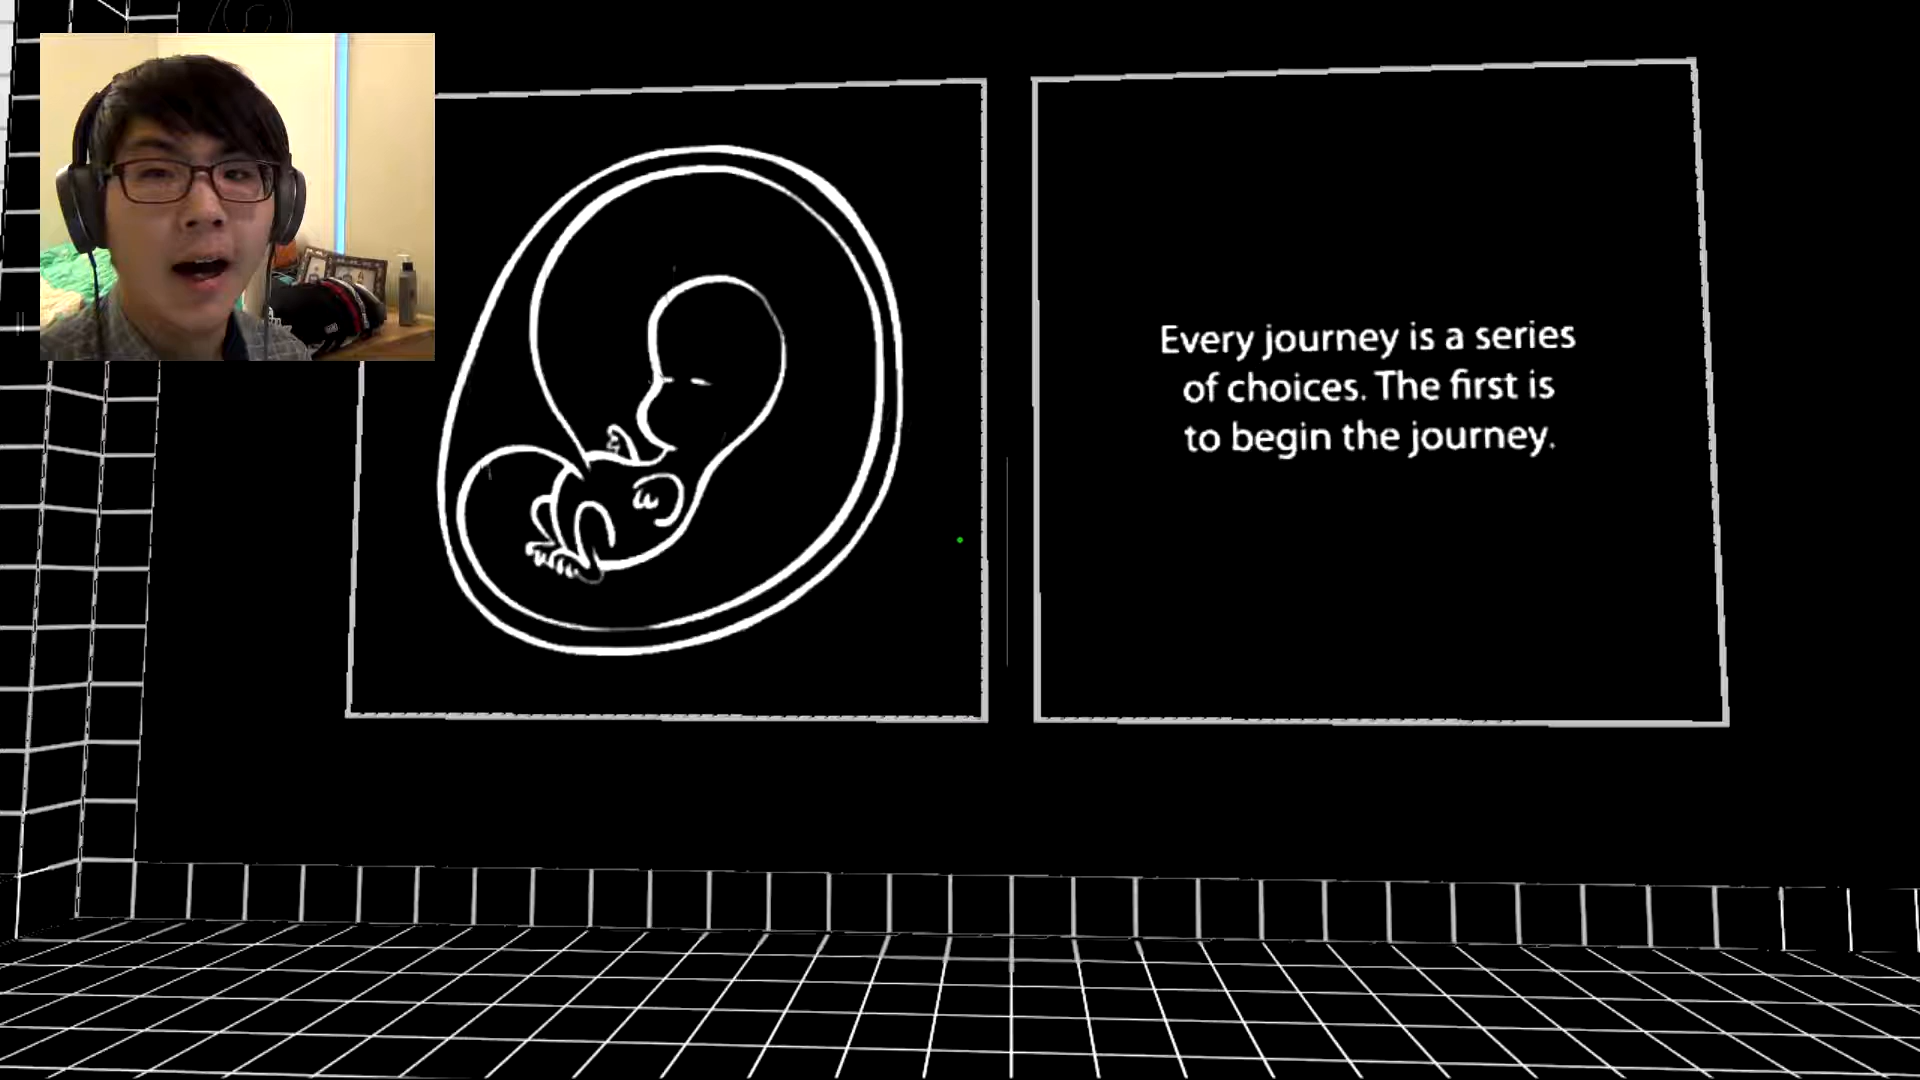 Every journey is a series
of choices. The first is
to begin the journey.